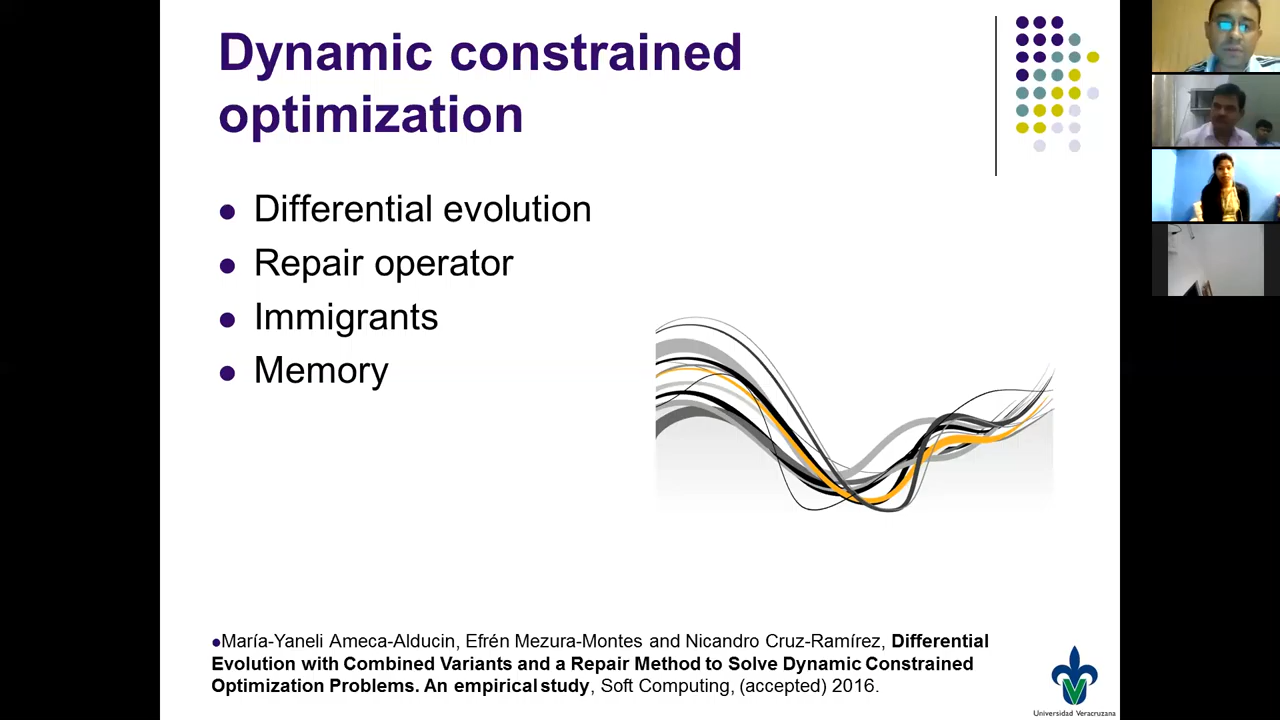 Dynamic constrained
optimization
Differential evolution
Repair operator
Immigrants
Memory
María-Yaneli Ameca-Alducin, Efrén Mezura-Montes and Nicandro Cruz-Ramírez, Differential
Evolution with Combined Variants and a Repair Method to Solve Dynamic Constrained
Optimization Problems. An empirical study, Soft Computing, (accepted) 2016.
Universidad Veracruzana